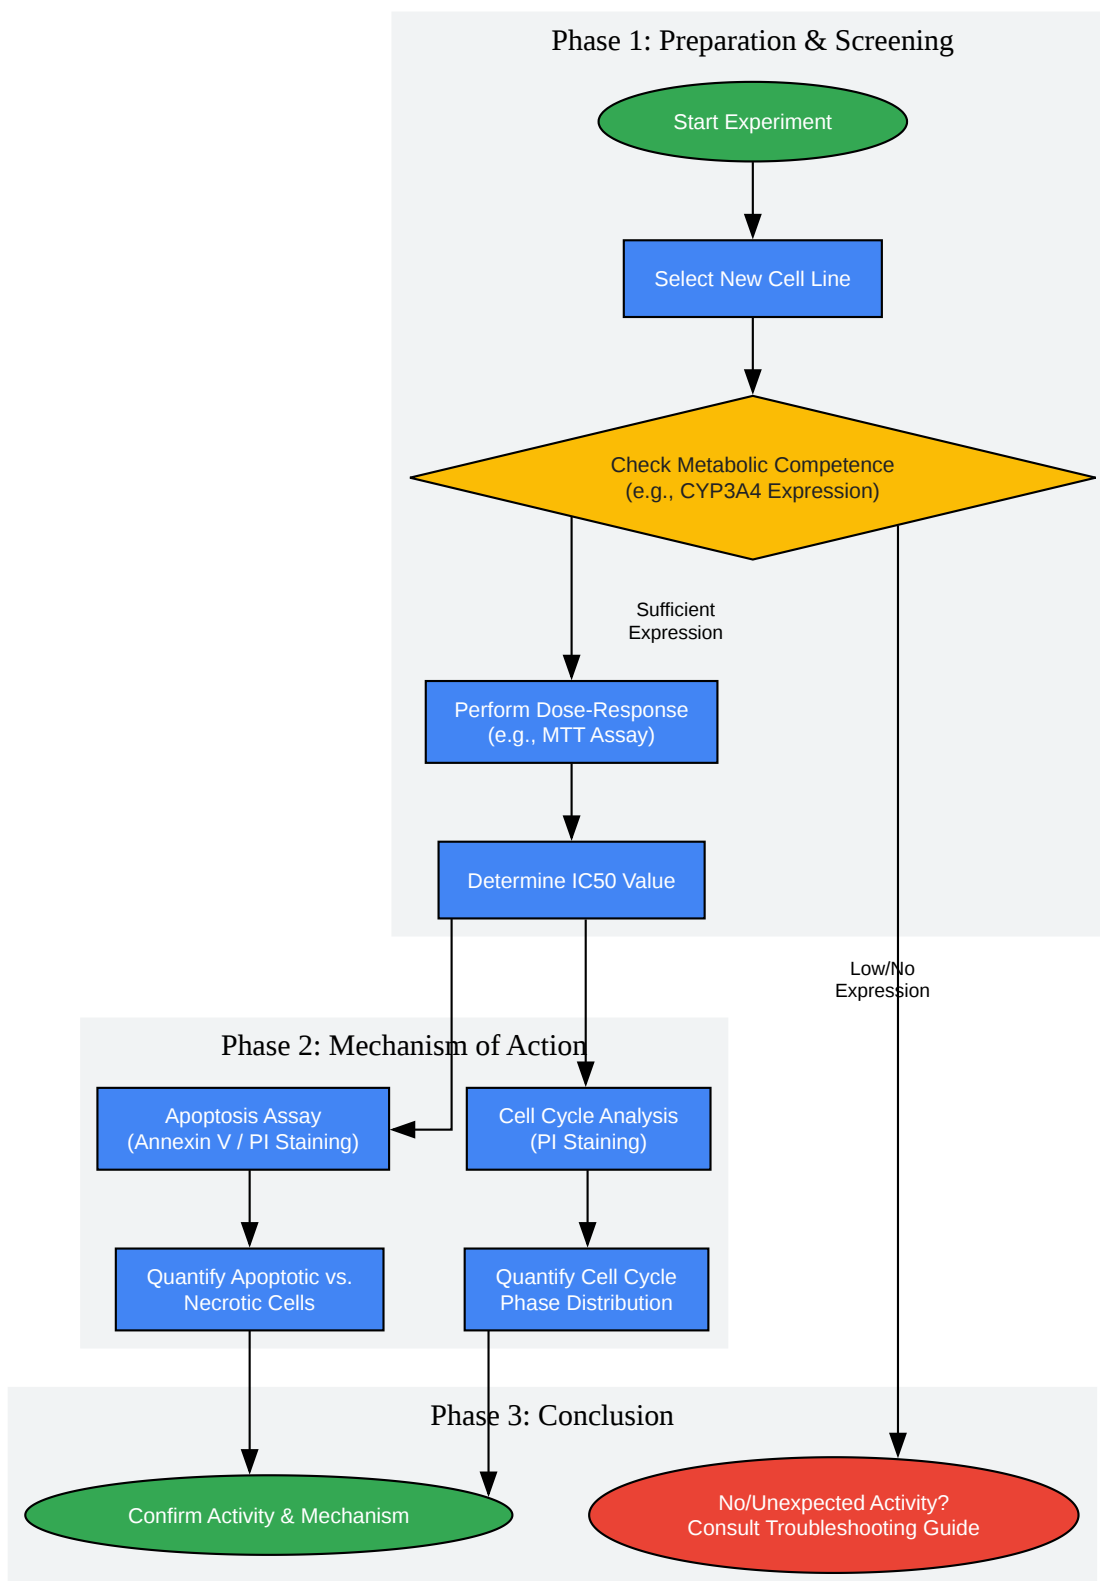 Phase 1: Preparation & Screening
Start Experiment
Select New Cell Line
Check Metabolic Competence
(e.g., CYP3A4 Expression)
Sufficient
Expression
Perform Dose-Response
(e.g., MTT Assay)
Determine IC50 Value
Low/No
Expression
Phase 2: Mechanism of Action
Apoptosis Assay
(Annexin V / PI Staining)
Cell Cycle Analysis
(PI Staining)
Quantify Apoptotic vs.
Necrotic Cells
Quantify Cell Cycle
Phase Distribution
Phase 3: Conclusion
Confirm Activity & Mechanism
No/Unexpected Activity?
Consult Troubleshooting Guide